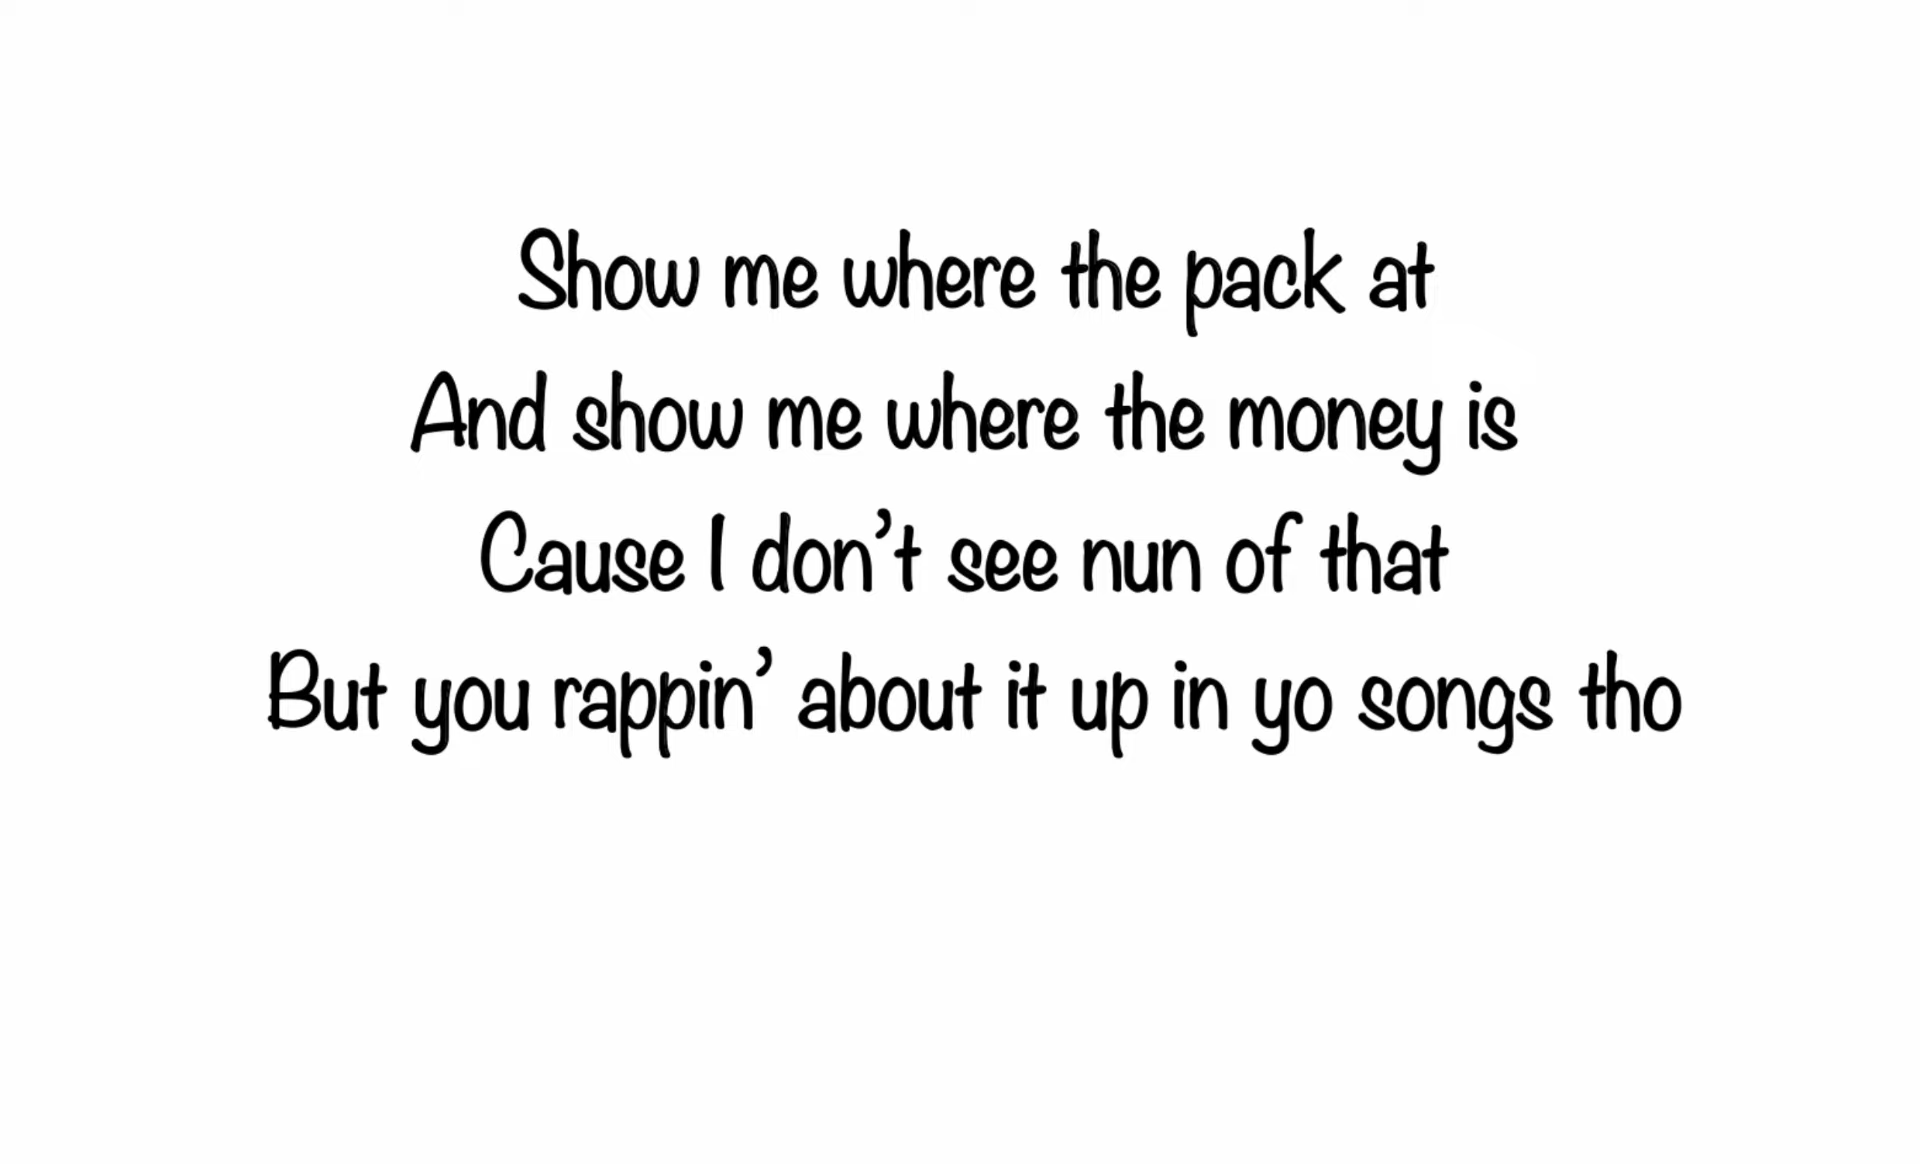 Show me where the pack at
And show me where the money is
Cause I don’t see nun of that
But you rappin’ about it up in yo songs tho